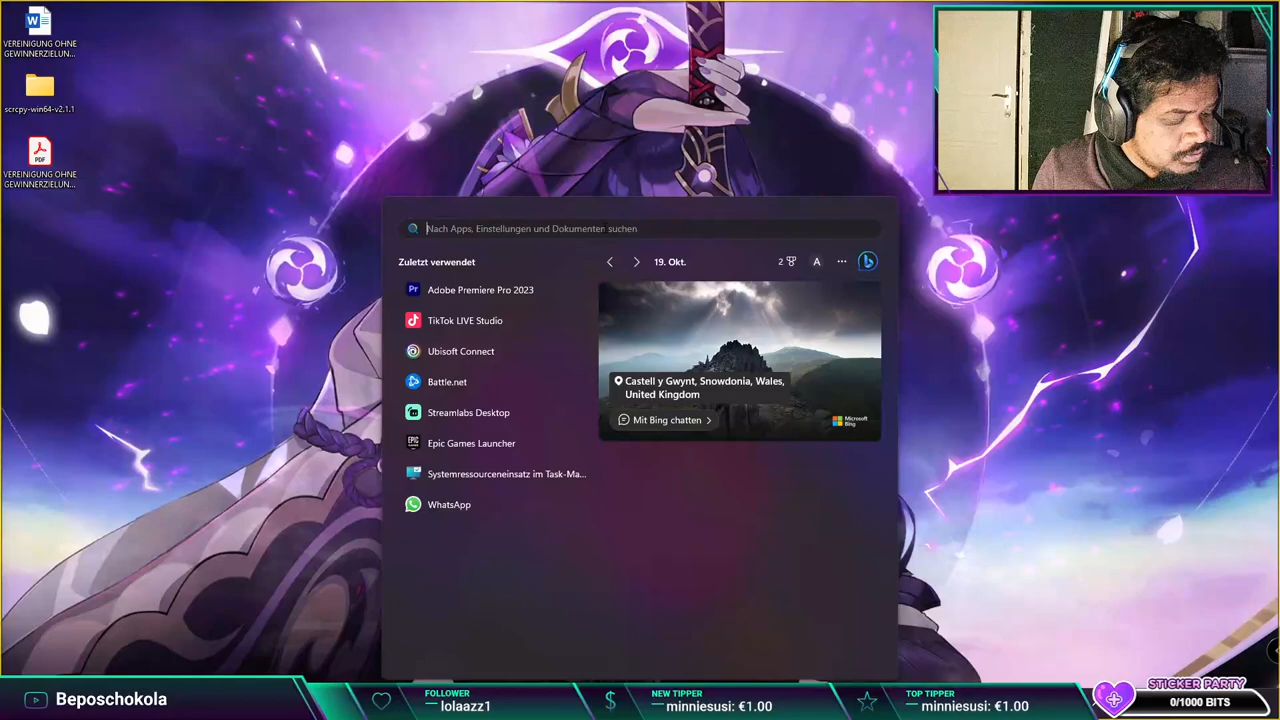 VEREINIGUNG OHNE
GEWINNERZIELUN...
scrcpy-win64-v2.1.1
PDF
VEREINIGUNG OHNE
GEWINNERZIELUN...
Nach Apps, Einstellungen und Dokumenten suchen
Zuletzt verwendet
19. Okt.
2
A
Adobe Premiere Pro 2023
TikTok LIVE Studio
Ubisoft Connect
Battle.net
Streamlabs Desktop
Epic Games Launcher
Systemressourceneinsatz im Task-Ma...
WhatsApp
Castell y Gwynt, Snowdonia, Wales,
United Kingdom
Mit Bing chatten
Microsoft
Bing
Beposchokola
FOLLOWER
lolaazz1
NEW TIPPER
minniesusi: €1.00
TOP TIPPER
minniesusi: €1.00
STICKER PARTY
0/1000 BITS